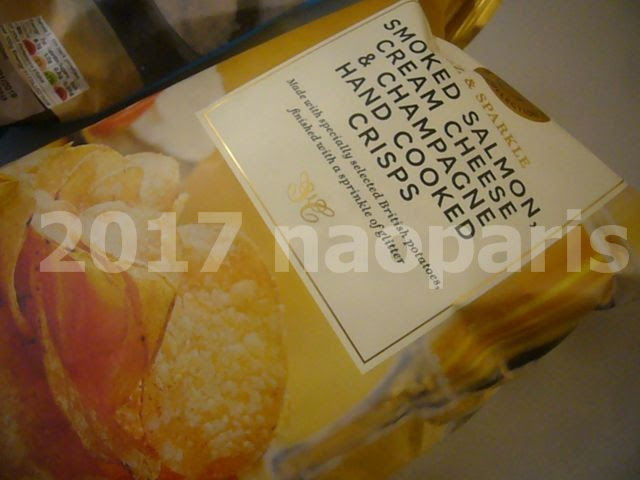 & SPARKLE
SMOKED SALMON,
CREAM CHEESE
& CHAMPAGNE
HAND COOKED
CRISPS
Made with specially selected British potatoes,
finished with a sprinkle of glitter
2017 naoparis